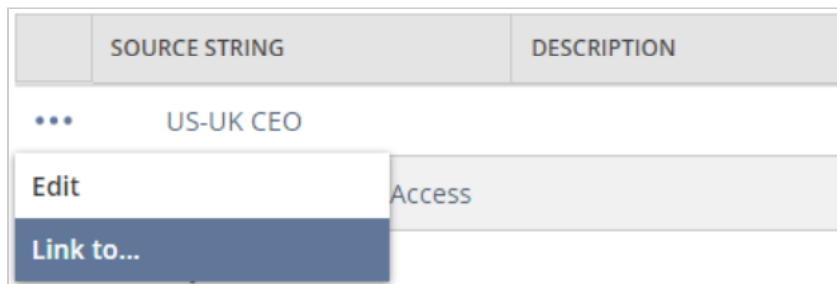 SOURCE STRING DESCRIPTION
US-UK CEO
Edit
Access
Link to...